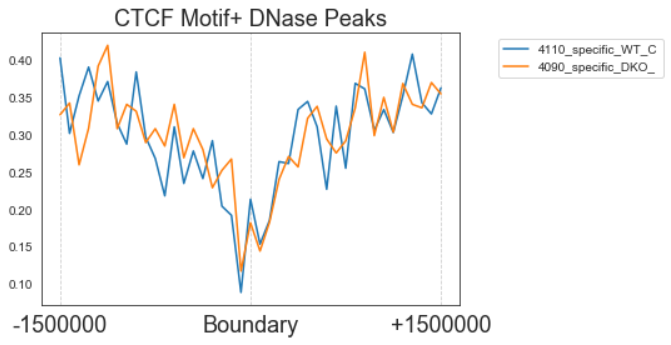 CTCF Motif+ DNase Peaks
4110_specific_WT_C
4090_specific_DKO_
0.40
0.35
0.30
0.25
0.20
0.15
0.10
-1500000 Boundary +1500000